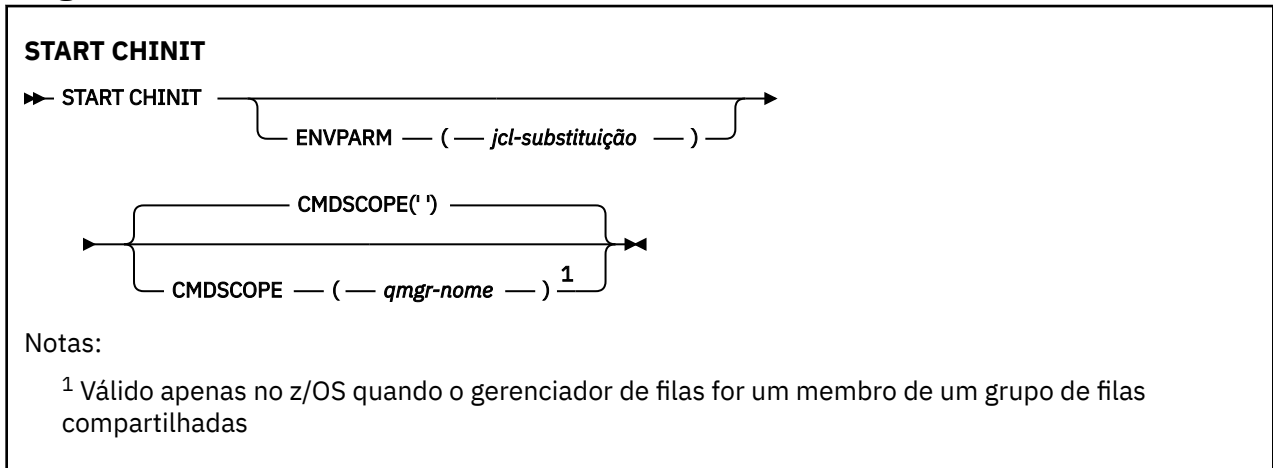 START CHINIT
START CHINIT
ENVPARM ( jcl-substituição )
CMDSCOPE(' ')
CMDSCOPE ( qmgr-nome ) 1
Notas:
1 Válido apenas no z/OS quando o gerenciador de filas for um membro de um grupo de filas
compartilhadas